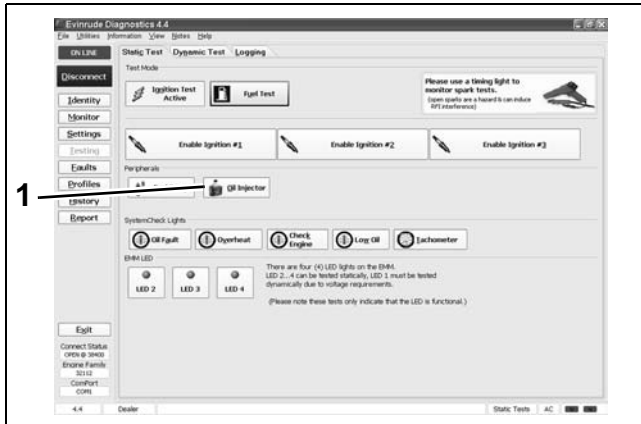 Evinrude Diagnostics 4.4
File Utilities Information View Notes Help
ON LINE
Static Test Dynamic Test Logging
Disconnect
Test Mode
Ignition Test
Active
Fuel Test
Please use a timing light to
monitor spark tests.
(open sparks are a hazard & can induce
RFI interference)
Identity
Monitor
Settings
Testing
Faults
Profiles
History
Report
Enable Ignition #1
Enable Ignition #2
Enable Ignition #3
Peripherals
1
Oil Injector
SystemCheck Lights
Oil Fault
Overheat
Check
Engine
Low Oil
Tachometer
EMM LED
LED 2
LED 3
LED 4
There are four (4) LED lights on the EMM.
LED 2...4 can be tested statically, LED 1 must be tested
dynamically due to voltage requirements.
(Please note these tests only indicate that the LED is functional.)
Exit
Connect Status
OPEN @ 38400
Engine Family
32112
ComPort
COM1
4.4
Dealer
Static Tests
AC